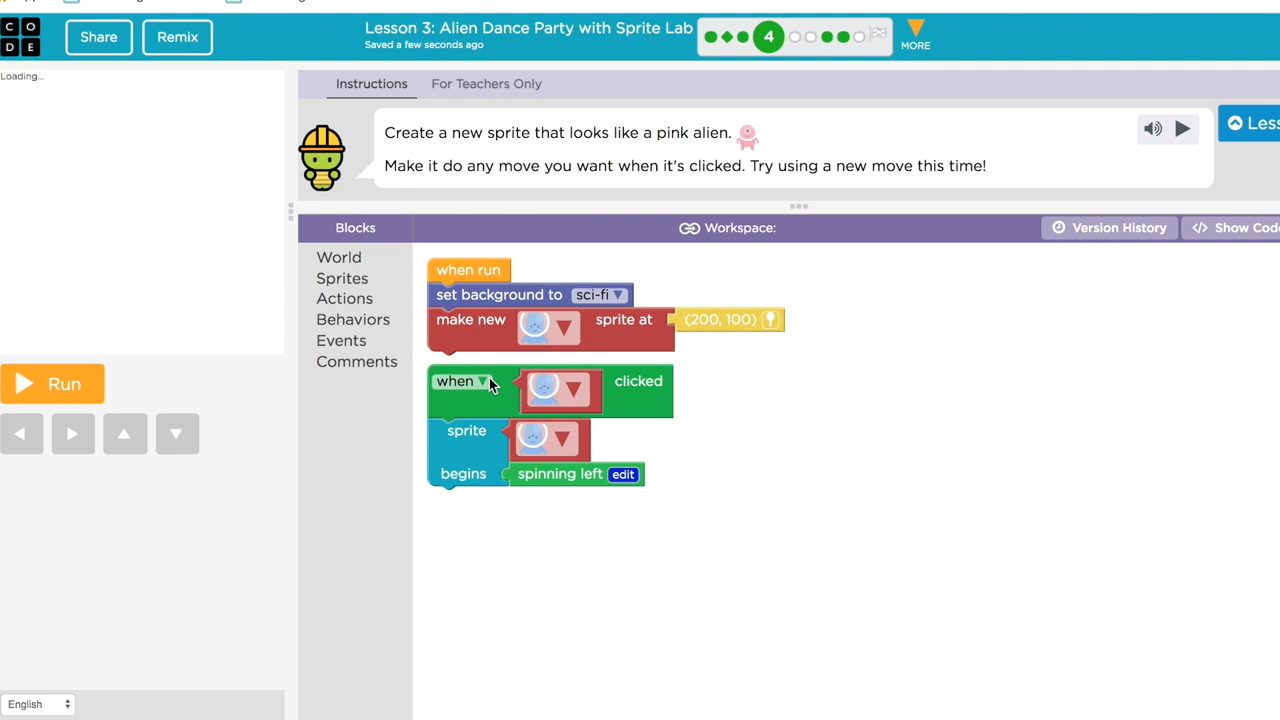 CO
DE
Share
Remix
Lesson 3: Alien Dance Party with Sprite Lab
Saved a few seconds ago
4
MORE
Loading...
Instructions
For Teachers Only
Create a new sprite that looks like a pink alien.
Make it do any move you want when it's clicked. Try using a new move this time!
Less
Blocks
Workspace:
Version History
</> Show Code
World
Sprites
Actions
Behaviors
Events
Comments
when run
set background to sci-fi
make new sprite at (200, 100)
when clicked
sprite
begins spinning left edit
Run
English